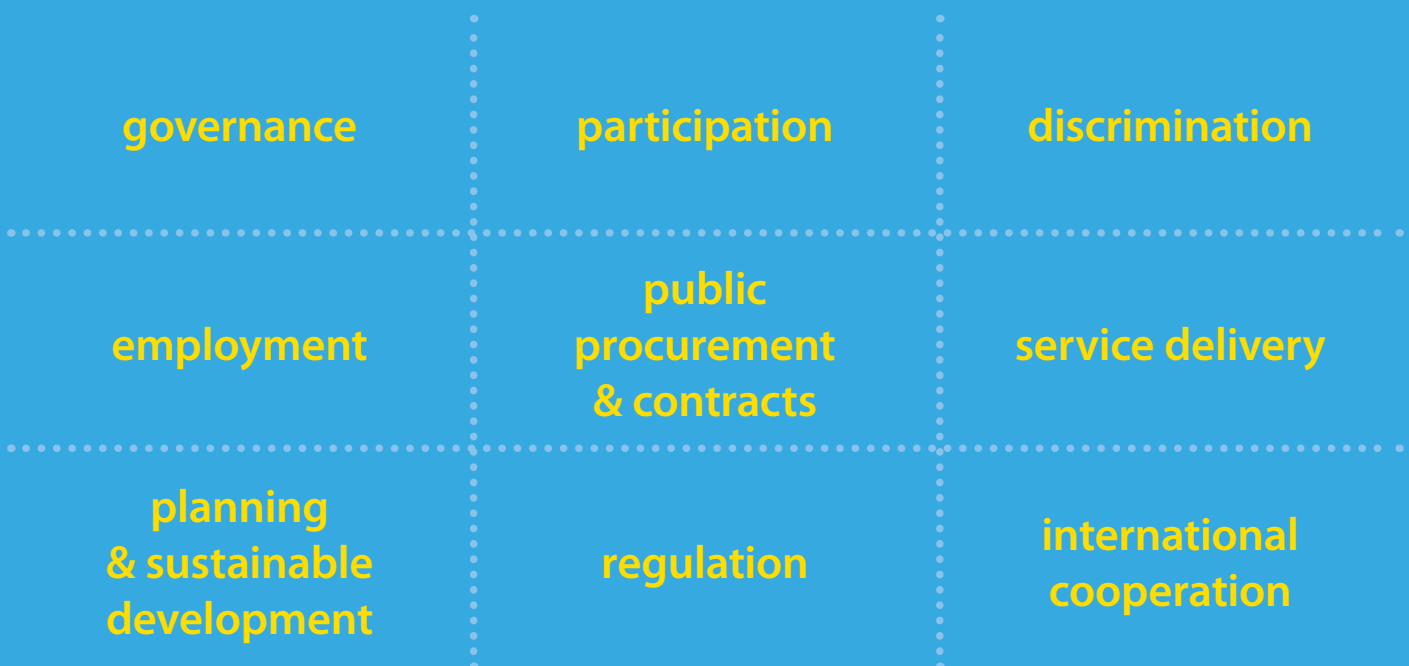 governance
participation
discrimination
employment
public
procurement
& contracts
service delivery
planning
& sustainable
development
regulation
international
cooperation